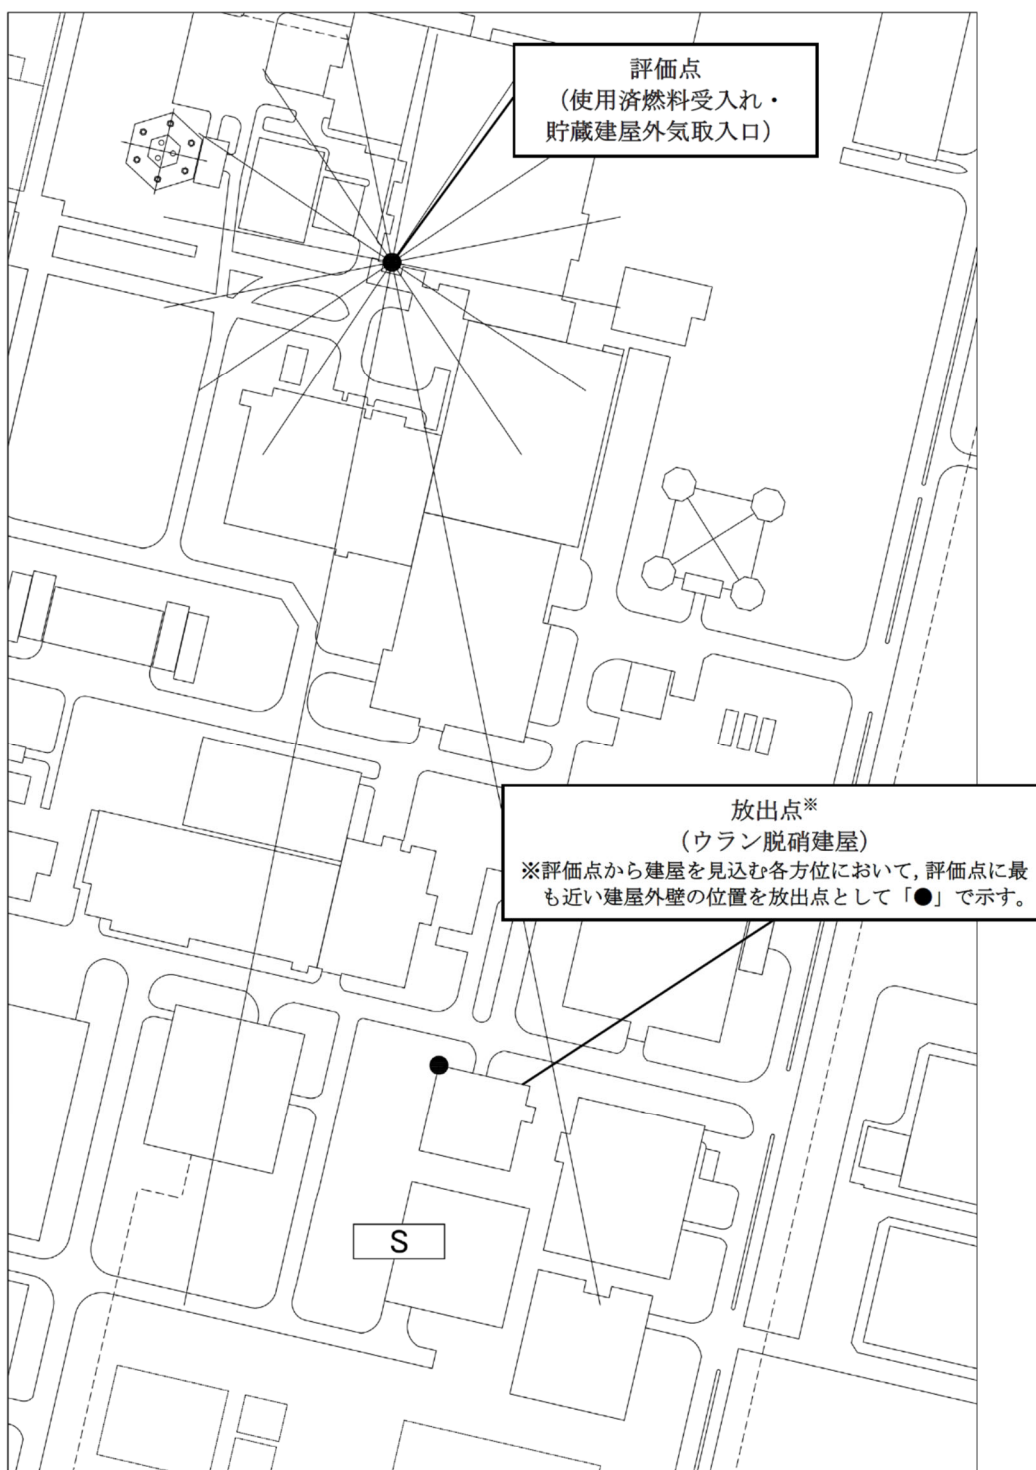 評価点
（使用済燃料受入れ・
貯蔵建屋外気取入口）
放出点※
（ウラン脱硝建屋）
※評価点から建屋を見込む各方位において，評価点に最
も近い建屋外壁の位置を放出点として「●」で示す。
S